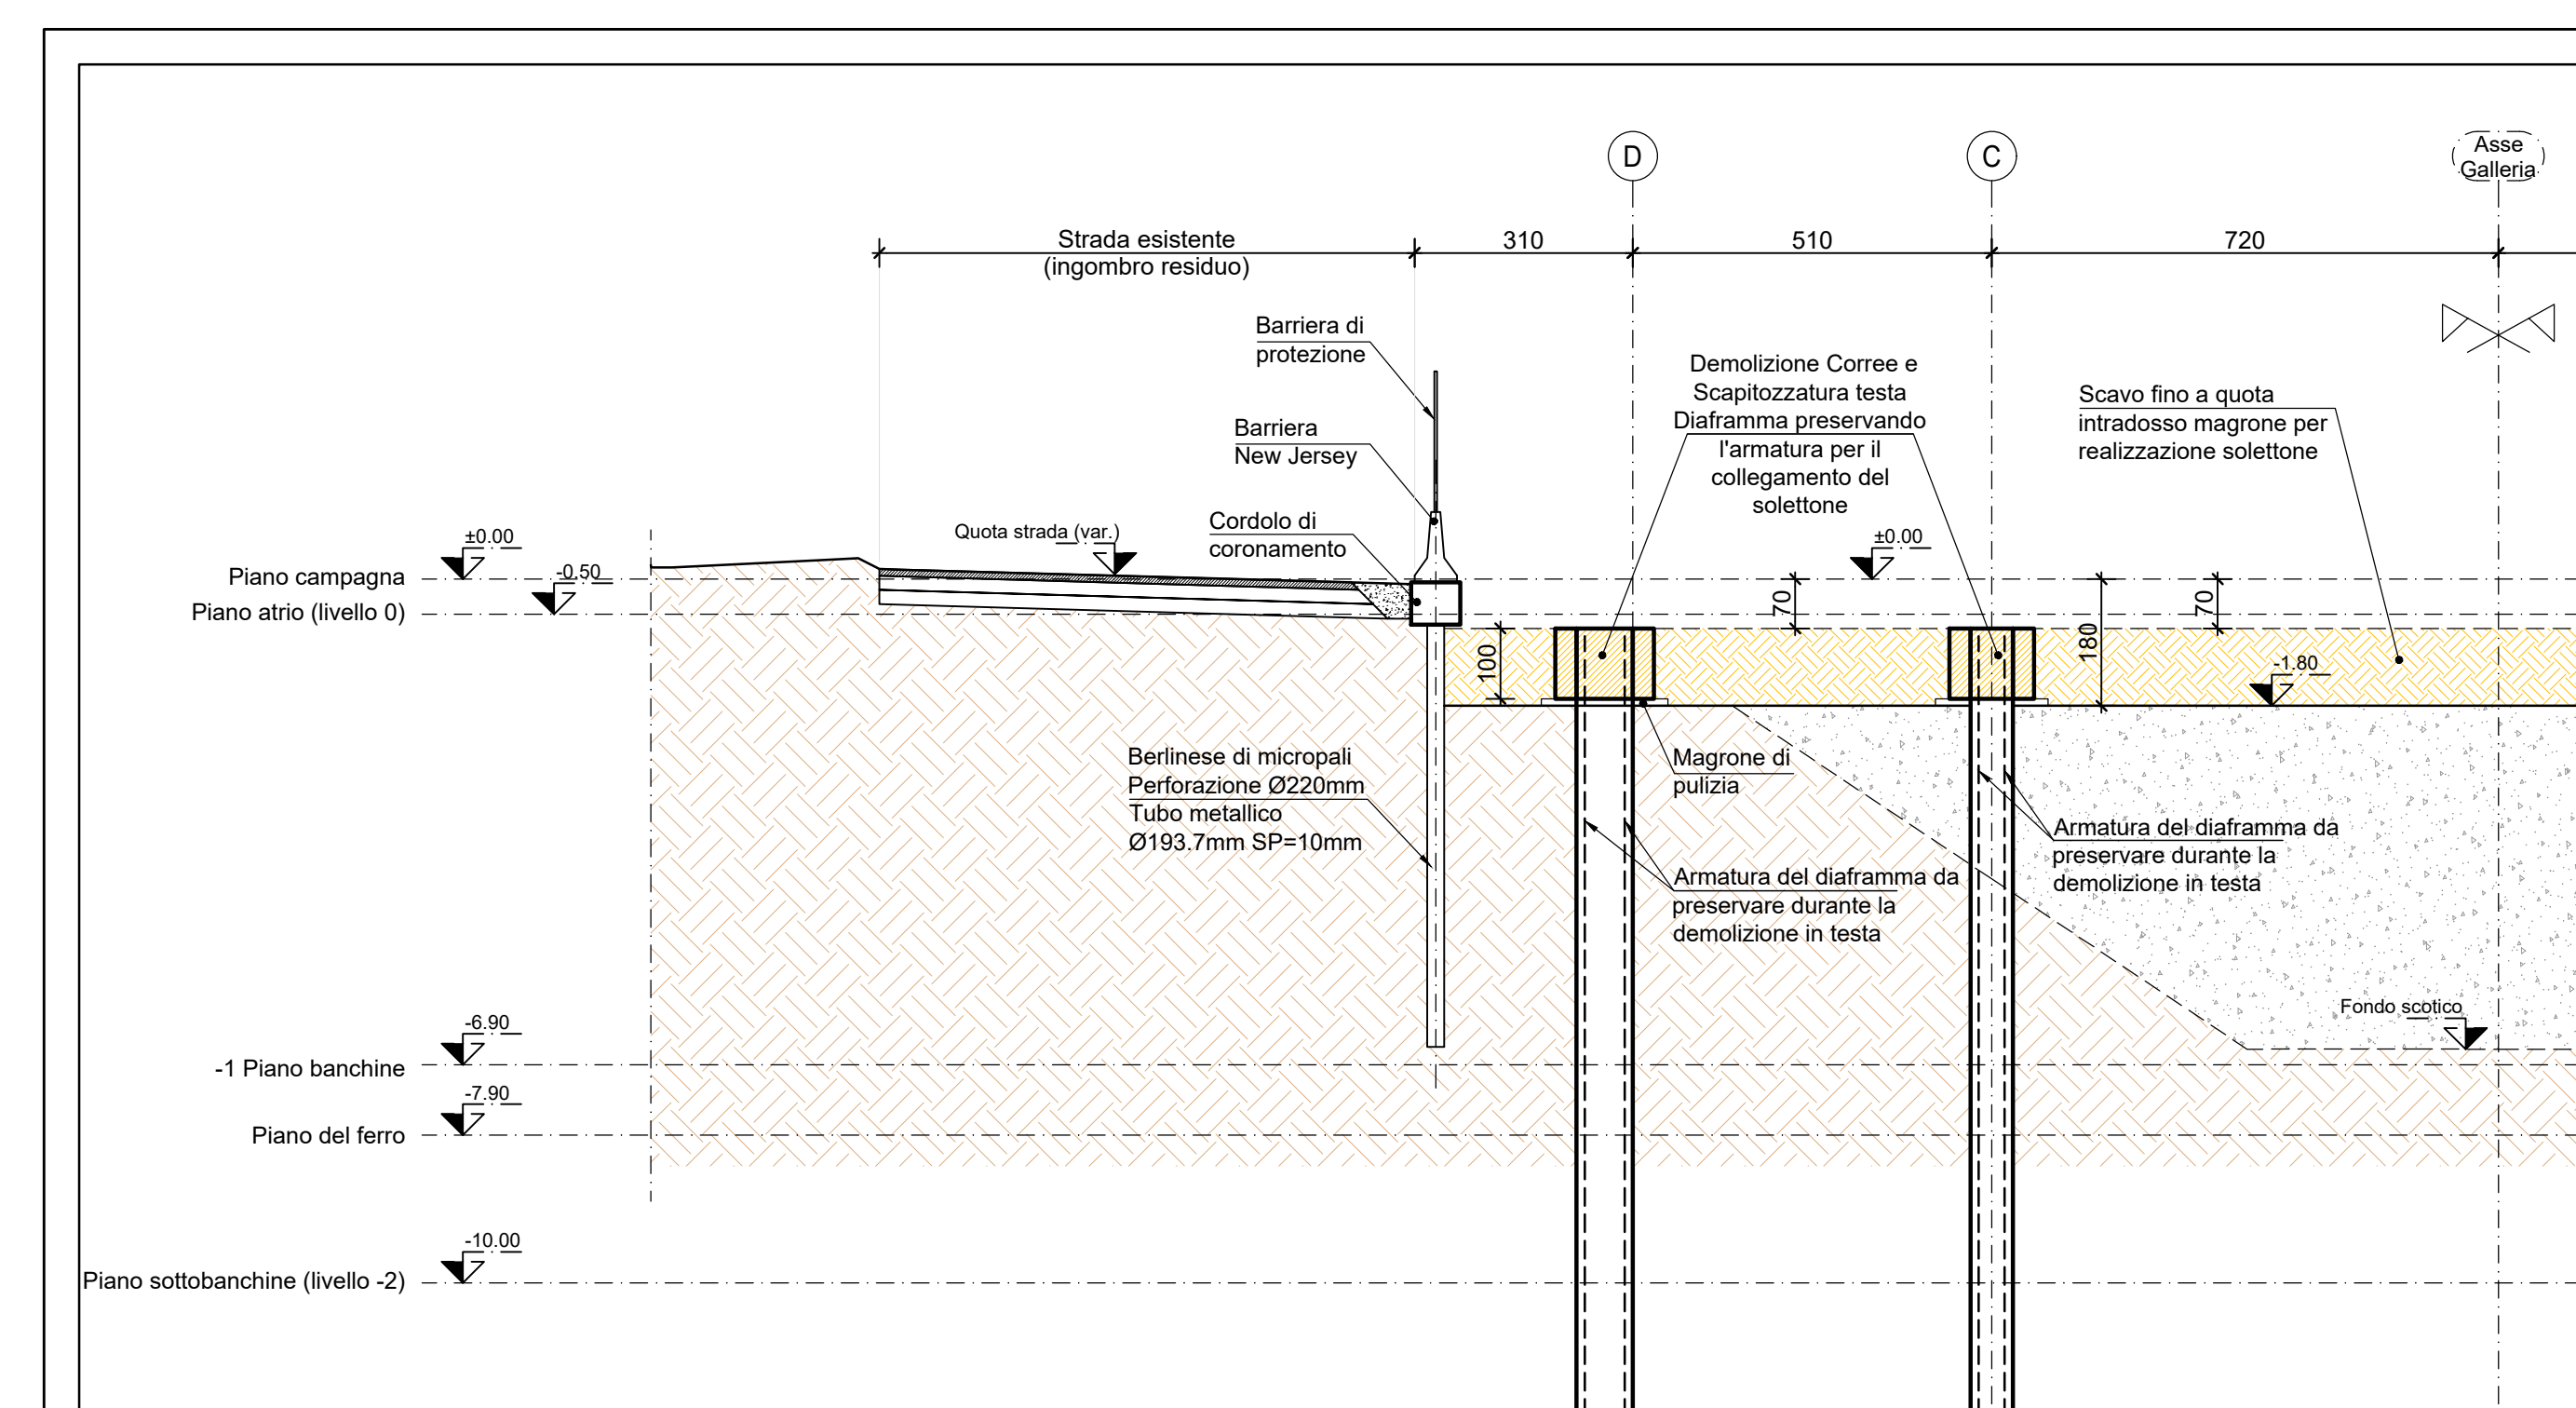 D
C
Asse
Galleria
Strada esistente
(ingombro residuo)
310
510
720
Barriera di
protezione
Barriera
New Jersey
Cordolo di
coronamento
Demolizione Corree e
Scapitozzatura testa
Diaframma preservando
l'armatura per il
collegamento del
solettone
Scavo fino a quota
intradosso magrone per
realizzazione solettone
Quota strada (var.)
±0.00
Piano campagna
-0.50
Piano atrio (livello 0)
±0.00
70
180
70
100
-1.80
Berlinese di micropali
Perforazione Ø220mm
Tubo metallico
Ø193.7mm SP=10mm
Magrone di
pulizia
Armatura del diaframma da
preservare durante la
demolizione in testa
Armatura del diaframma da
preservare durante la
demolizione in testa
Fondo scotico
-6.90
-1 Piano banchine
-7.90
Piano del ferro
-10.00
Piano sottobanchine (livello -2)